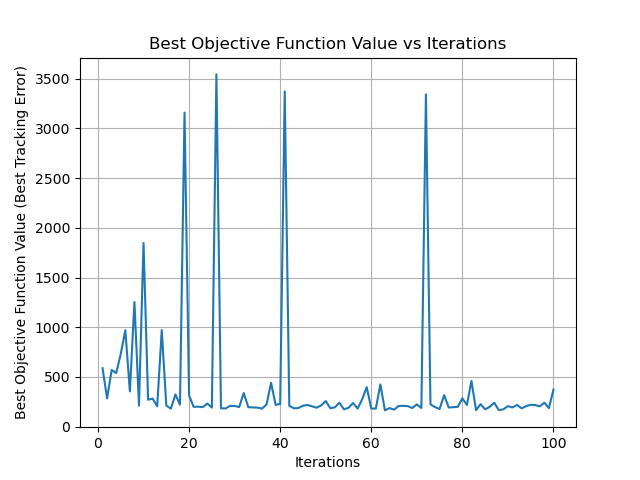 Best Objective Function Value vs Iterations
Best Objective Function Value (Best Tracking Error)
3500
3000
2500
2000
1500
1000
500
0
0 20 40 60 80 100
Iterations